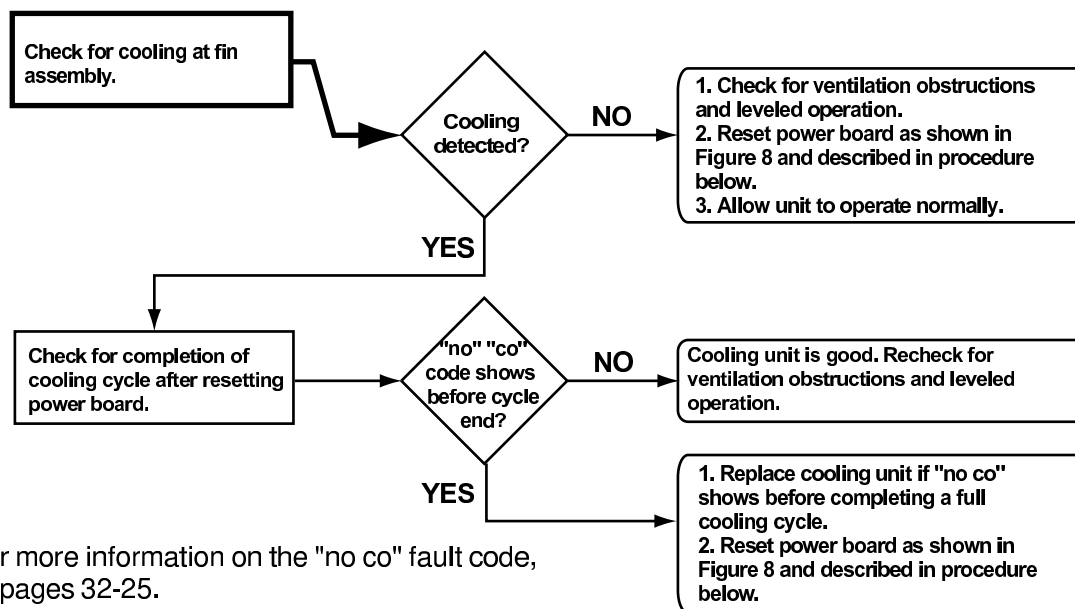 Check for cooling at fin
assembly.
Cooling
detected?
NO
1. Check for ventilation obstructions
and leveled operation.
2. Reset power board as shown in
Figure 8 and described in procedure
below.
3. Allow unit to operate normally.
YES
Check for completion of
cooling cycle after resetting
power board.
"no" "co"
code shows
before cycle
end?
NO
Cooling unit is good. Recheck for
ventilation obstructions and leveled
operation.
YES
1. Replace cooling unit if "no co"
shows before completing a full
cooling cycle.
2. Reset power board as shown in
Figure 8 and described in procedure
below.
r more information on the "no co" fault code,
pages 32-25.